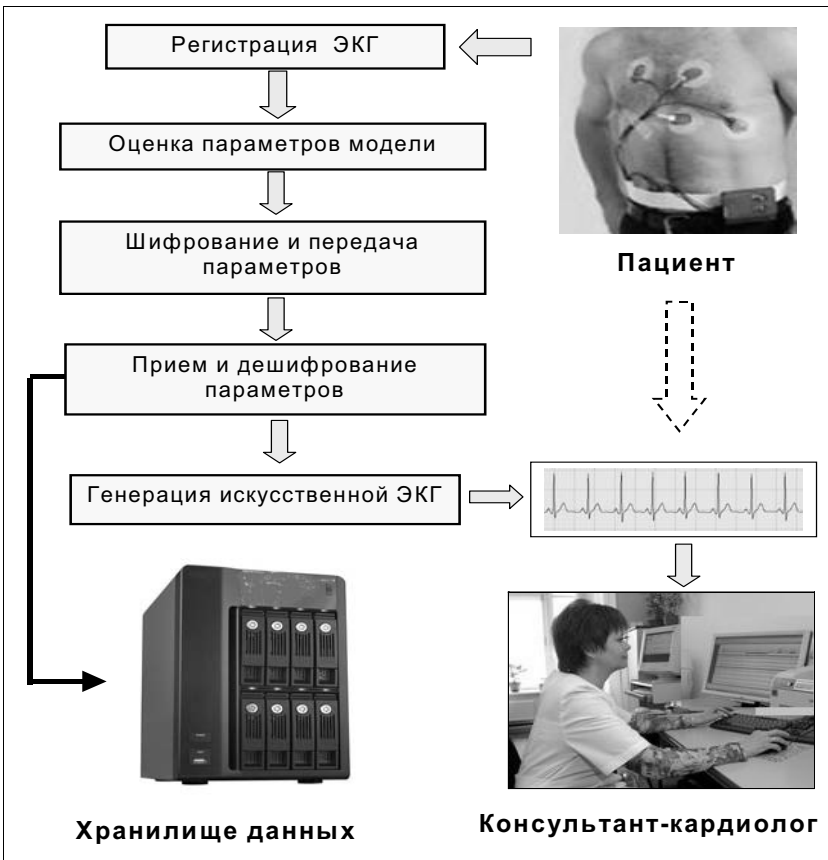 Регистрация ЭКГ
Оценка параметров модели
Шифрование и передача
параметров
Пациент
Прием и дешифрование
параметров
Генерация искусственной ЭКГ
Хранилище данных
Консультант-кардиолог